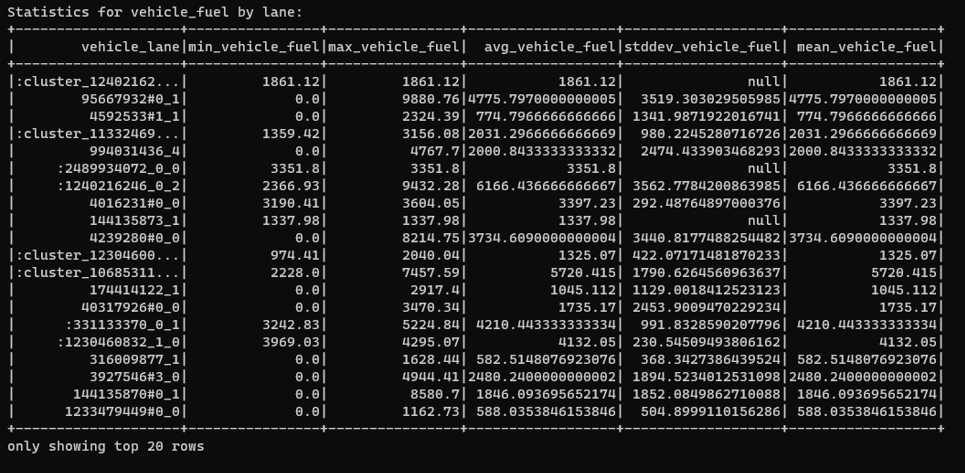 Statistics for vehicle_fuel by lane:
+------------------+----------------+----------------+------------------+-------------------+------------------+
|      vehicle_lane|min_vehicle_fuel|max_vehicle_fuel|  avg_vehicle_fuel|stddev_vehicle_fuel| mean_vehicle_fuel|
+------------------+----------------+----------------+------------------+-------------------+------------------+
|:cluster_12402162...|         1861.12|         1861.12|           1861.12|               null|           1861.12|
|        95667932#0_1|             0.0|         9880.76|4775.7970000000005|  3519.303029505985|4775.7970000000005|
|         4592533#1_1|             0.0|         2324.39| 774.7966666666666| 1341.9871922016741| 774.7966666666666|
|:cluster_11332469...|         1359.42|         3156.08|2031.2966666666669|  980.2245280716726|2031.2966666666669|
|         994031436_4|             0.0|          4767.7|2000.8433333333332|  2474.433903468293|2000.8433333333332|
|     :2489934072_0_0|          3351.8|          3351.8|            3351.8|               null|            3351.8|
|     :1240216246_0_2|         2366.93|         9432.28| 6166.436666666667| 3562.7784200863985| 6166.436666666667|
|         4016231#0_0|         3190.41|         3604.05|           3397.23| 292.48764897000376|           3397.23|
|         144135873_1|         1337.98|         1337.98|           1337.98|               null|           1337.98|
|         4239280#0_0|             0.0|         8214.75|3734.6090000000004| 3440.8177488254482|3734.6090000000004|
|:cluster_12304600...|          974.41|         2040.04|           1325.07| 422.07171481870233|           1325.07|
|:cluster_10685311...|          2228.0|         7457.59|          5720.415| 1790.6264560963637|          5720.415|
|         174414122_1|             0.0|          2917.4|          1045.112| 1129.0018412523123|          1045.112|
|        40317926#0_0|             0.0|         3470.34|           1735.17| 2453.9009470229234|           1735.17|
|      :331133370_0_1|         3242.83|         5224.84| 4210.443333333334|  991.8328590207796| 4210.443333333334|
|     :1230460832_1_0|         3969.03|         4295.07|           4132.05| 230.54509493806162|           4132.05|
|         316009877_1|             0.0|         1628.44| 582.5148076923076|  368.3427386439524| 582.5148076923076|
|         3927546#3_0|             0.0|         4944.41|2480.2400000000002| 1894.5234012531098|2480.2400000000002|
|       144135870#0_1|             0.0|          8580.7| 1846.093695652174| 1852.0849862710088| 1846.093695652174|
|      1233479449#0_0|             0.0|         1162.73| 588.0353846153846|  504.8999110156286| 588.0353846153846|
+------------------+----------------+----------------+------------------+-------------------+------------------+
only showing top 20 rows